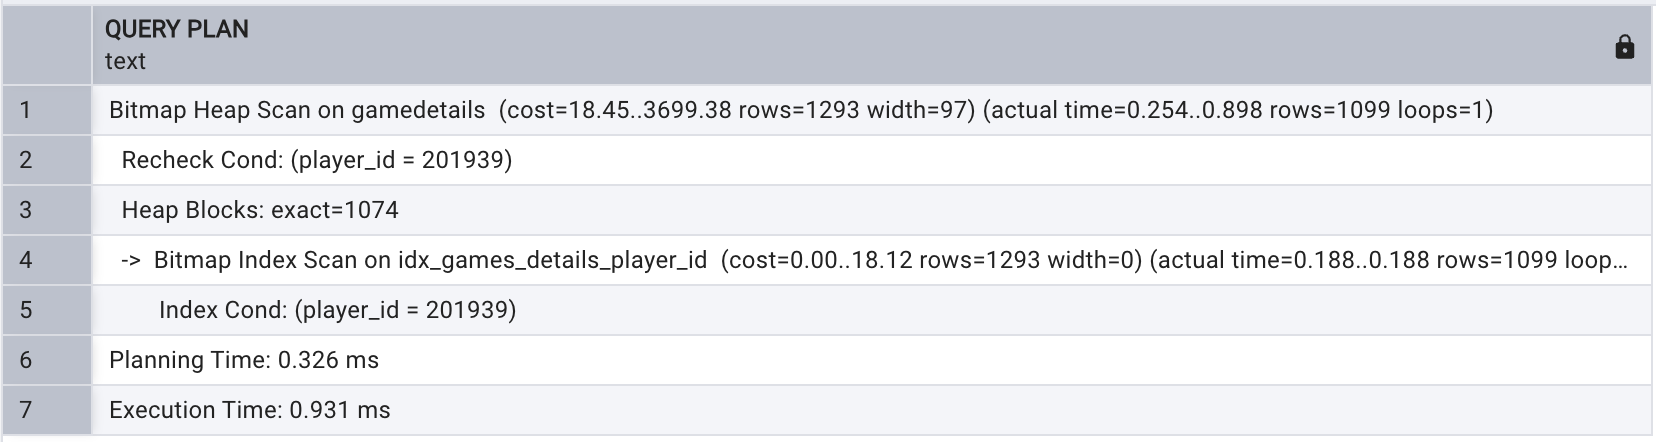 QUERY PLAN
text
1 Bitmap Heap Scan on gamedetails (cost=18.45..3699.38 rows=1293 width=97) (actual time=0.254..0.898 rows=1099 loops=1)
2 Recheck Cond: (player_id = 201939)
3 Heap Blocks: exact=1074
4 -> Bitmap Index Scan on idx_games_details_player_id (cost=0.00..18.12 rows=1293 width=0) (actual time=0.188..0.188 rows=1099 loop...
5 Index Cond: (player_id = 201939)
6 Planning Time: 0.326 ms
7 Execution Time: 0.931 ms